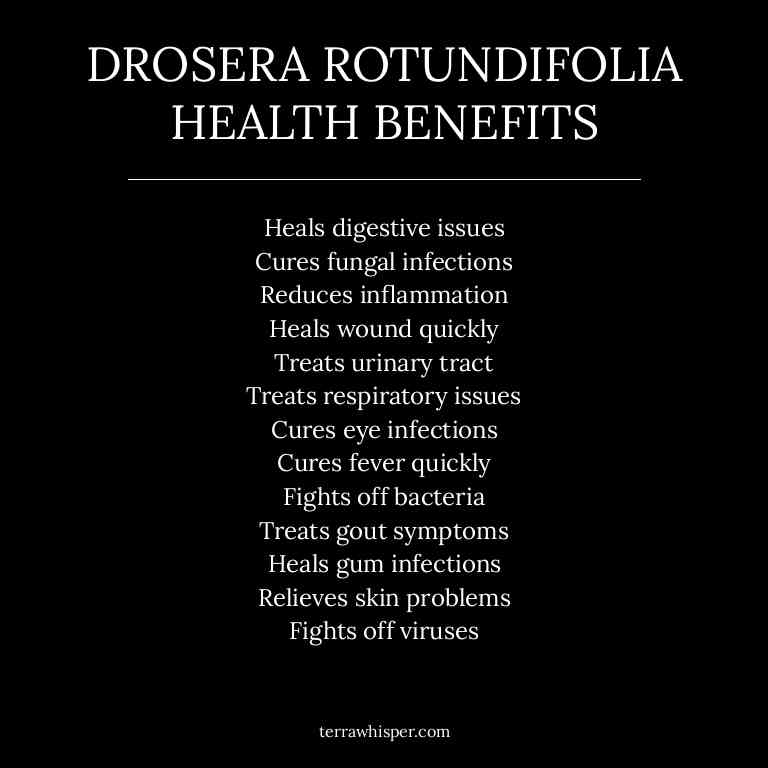 DROSERA ROTUNDIFOLIA
HEALTH BENEFITS
Heals digestive issues
Cures fungal infections
Reduces inflammation
Heals wound quickly
Treats urinary tract
Treats respiratory issues
Cures eye infections
Cures fever quickly
Fights off bacteria
Treats gout symptoms
Heals gum infections
Relieves skin problems
Fights off viruses
terrawhisper.com